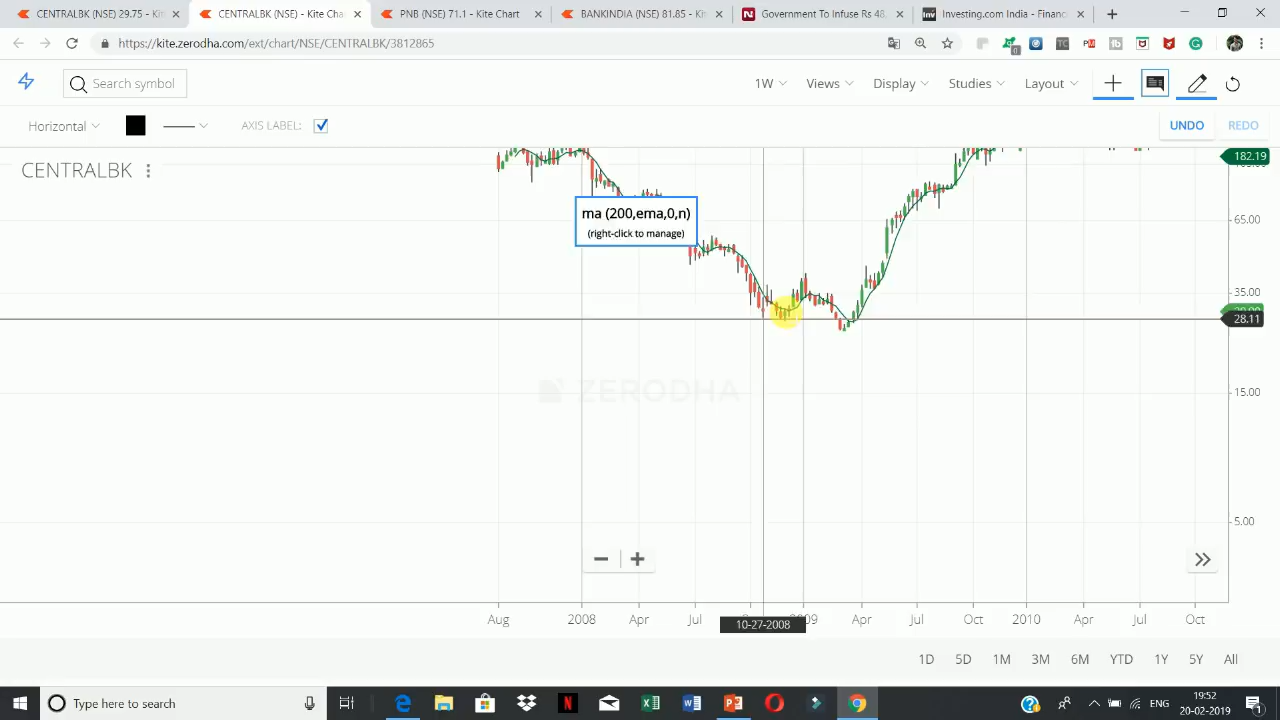 CENTRALBK (NSE) 29.75 - Kit
CENTRALBK (NSE) - Kite Cha
PNB (NSE) 71.1 - Kite Chart
BANKINDIA (NSE) 81.85 - K
Government To Infuse Rs 48,
Investing.com India - Financ
https://kite.zerodha.com/ext/chart/NSE/CENTRALBK/3812865
Search symbol
1W
Views
Display
Studies
Layout
Horizontal
AXIS LABEL:
UNDO
REDO
CENTRALBK
182.19
ma (200,ema,0,n)
(right-click to manage)
65.00
35.00
28.11
ZERODHA
15.00
5.00
Aug 2008 Apr Jul Apr Jul Oct 2010 Apr Jul Oct
10-27-2008
1D 5D 1M 3M 6M YTD 1Y 5Y All
Type here to search
ENG
19:52
20-02-2019